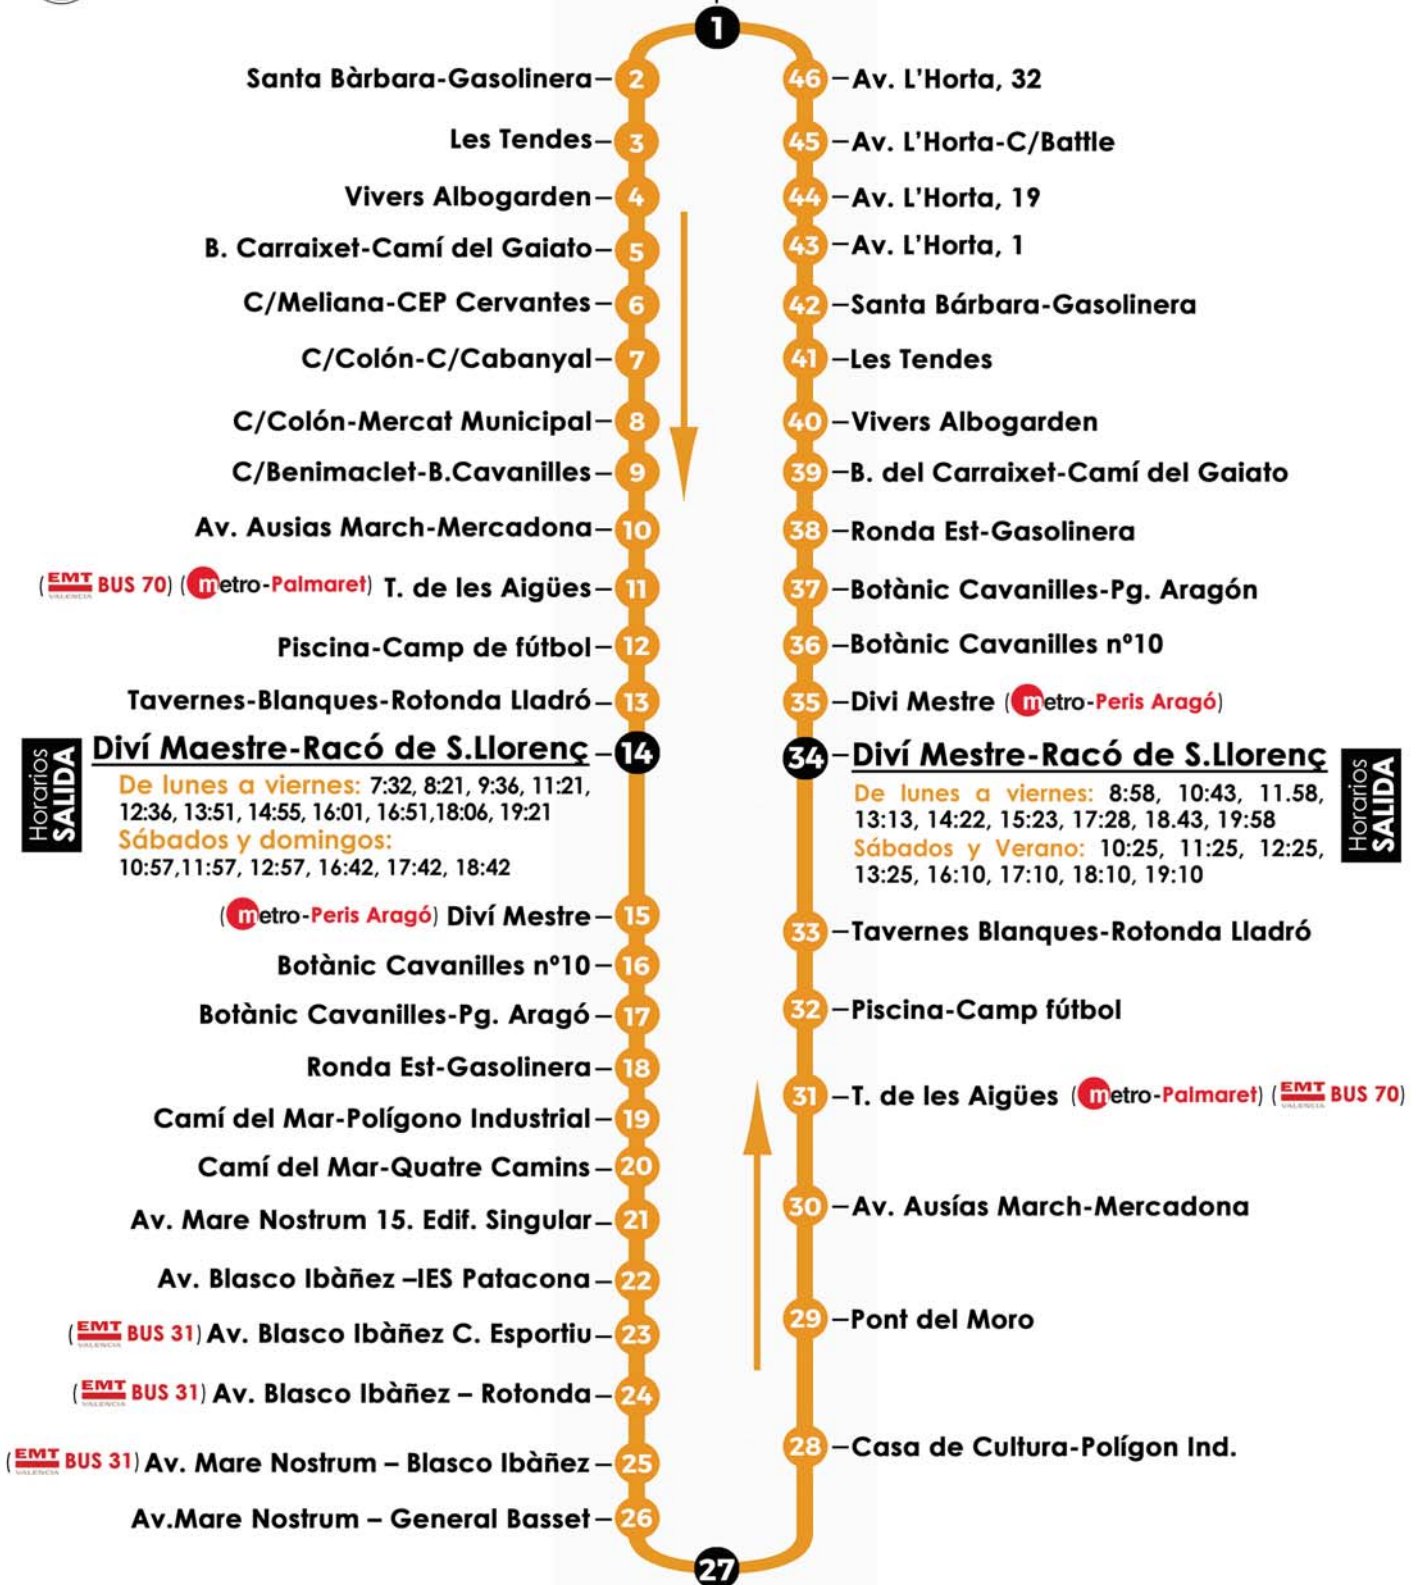 1
Santa Bàrbara-Gasolinera 2
Les Tendes 3
Vivers Albogarden 4
B. Carraixet-Camí del Gaiato 5
C/Meliana-CEP Cervantes 6
C/Colón-C/Cabanyal 7
C/Colón-Mercat Municipal 8
C/Benimaclet-B.Cavanilles 9
Av. Ausias March-Mercadona 10
(EMT VALENCIA BUS 70) (metro-Palmaret) T. de les Aigües 11
Piscina-Camp de fútbol 12
Tavernes-Blanques-Rotonda Lladró 13
Diví Maestre-Racó de S.Llorenç 14
Horarios
SALIDA
De lunes a viernes: 7:32, 8:21, 9:36, 11:21,
12:36, 13:51, 14:55, 16:01, 16:51,18:06, 19:21
Sábados y domingos:
10:57,11:57, 12:57, 16:42, 17:42, 18:42
(metro-Peris Aragó) Diví Mestre 15
Botànic Cavanilles nº10 16
Botànic Cavanilles-Pg. Aragó 17
Ronda Est-Gasolinera 18
Camí del Mar-Polígono Industrial 19
Camí del Mar-Quatre Camins 20
Av. Mare Nostrum 15. Edif. Singular 21
Av. Blasco Ibàñez –IES Patacona 22
(EMT VALENCIA BUS 31) Av. Blasco Ibàñez C. Esportiu 23
(EMT VALENCIA BUS 31) Av. Blasco Ibàñez – Rotonda 24
(EMT VALENCIA BUS 31) Av. Mare Nostrum – Blasco Ibàñez 25
Av.Mare Nostrum – General Basset 26
27
46 Av. L'Horta, 32
45 Av. L'Horta-C/Battle
44 Av. L'Horta, 19
43 Av. L'Horta, 1
42 Santa Bárbara-Gasolinera
41 Les Tendes
40 Vivers Albogarden
39 B. del Carraixet-Camí del Gaiato
38 Ronda Est-Gasolinera
37 Botànic Cavanilles-Pg. Aragón
36 Botànic Cavanilles nº10
35 Divi Mestre (metro-Peris Aragó)
34 Diví Mestre-Racó de S.Llorenç
De lunes a viernes: 8:58, 10:43, 11.58,
13:13, 14:22, 15:23, 17:28, 18.43, 19:58
Sábados y Verano: 10:25, 11:25, 12:25,
13:25, 16:10, 17:10, 18:10, 19:10
Horarios
SALIDA
33 Tavernes Blanques-Rotonda Lladró
32 Piscina-Camp fútbol
31 T. de les Aigües (metro-Palmaret) (EMT VALENCIA BUS 70)
30 Av. Ausías March-Mercadona
29 Pont del Moro
28 Casa de Cultura-Polígon Ind.